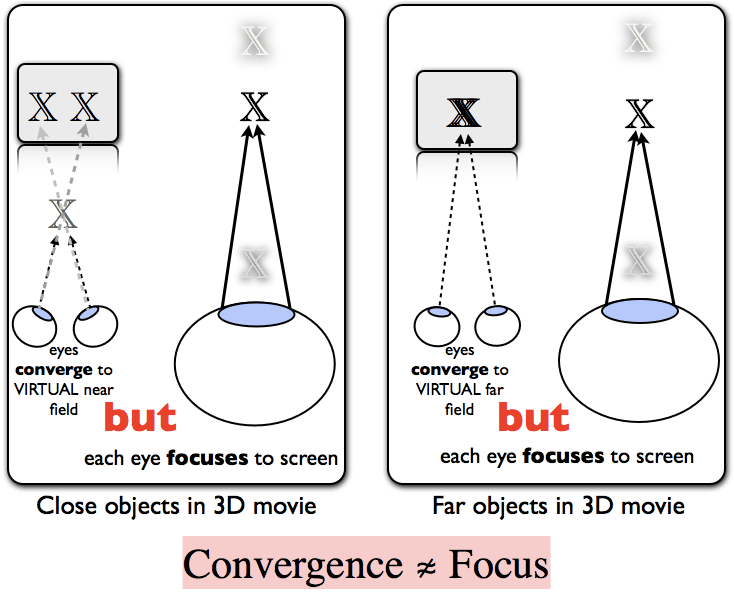 𝕏
𝕏 𝕏
𝕏
𝕏
𝕏
eyes
converge to
VIRTUAL near
field
but
each eye focuses to screen
Close objects in 3D movie
𝕏
𝕏
𝕏
𝕏
eyes
converge to
VIRTUAL far
field
but
each eye focuses to screen
Far objects in 3D movie
Convergence ≉ Focus